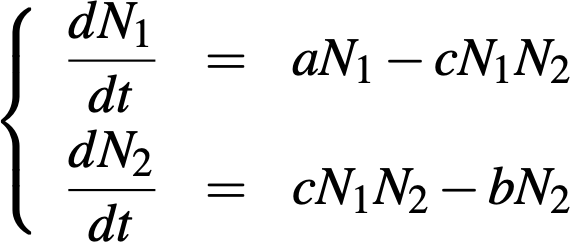 dN₁/dt = aN₁ − cN₁N₂
dN₂/dt = cN₁N₂ − bN₂